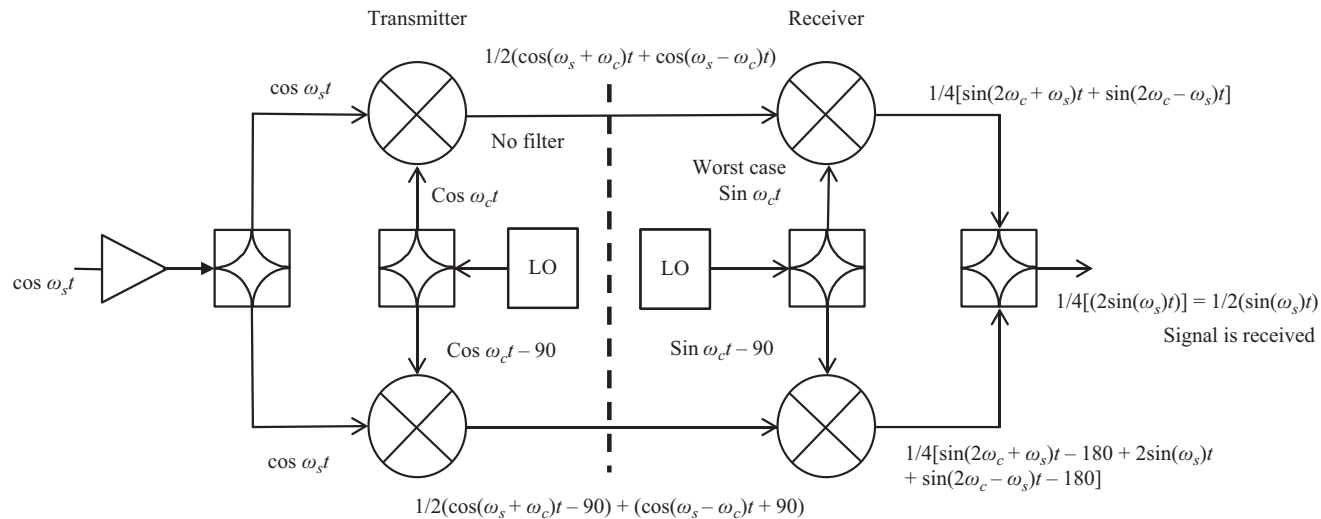 Transmitter
Receiver
1/2(cos(ωₛ + ω𝑐)t + cos(ωₛ – ω𝑐)t)
cos ωₛt
1/4[sin(2ω𝑐 + ωₛ)t + sin(2ω𝑐 – ωₛ)t]
No filter
Worst case
Sin ω𝑐t
Cos ω𝑐t
LO
LO
cos ωₛt
1/4[(2sin(ωₛ)t)] = 1/2(sin(ωₛ)t)
Signal is received
Cos ω𝑐t – 90
Sin ω𝑐t – 90
cos ωₛt
1/4[sin(2ω𝑐 + ωₛ)t – 180 + 2sin(ωₛ)t
+ sin(2ω𝑐 – ωₛ)t – 180]
1/2(cos(ωₛ + ω𝑐)t – 90) + (cos(ωₛ – ω𝑐)t + 90)